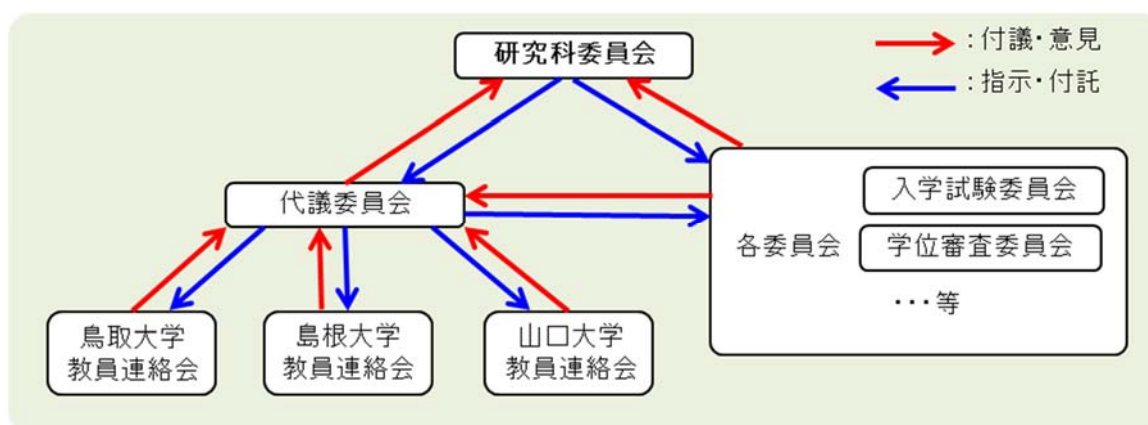 研究科委員会
:付議・意見
:指示・付託
代議委員会
入学試験委員会
各委員会
学位審査委員会
・・・等
鳥取大学
教員連絡会
島根大学
教員連絡会
山口大学
教員連絡会